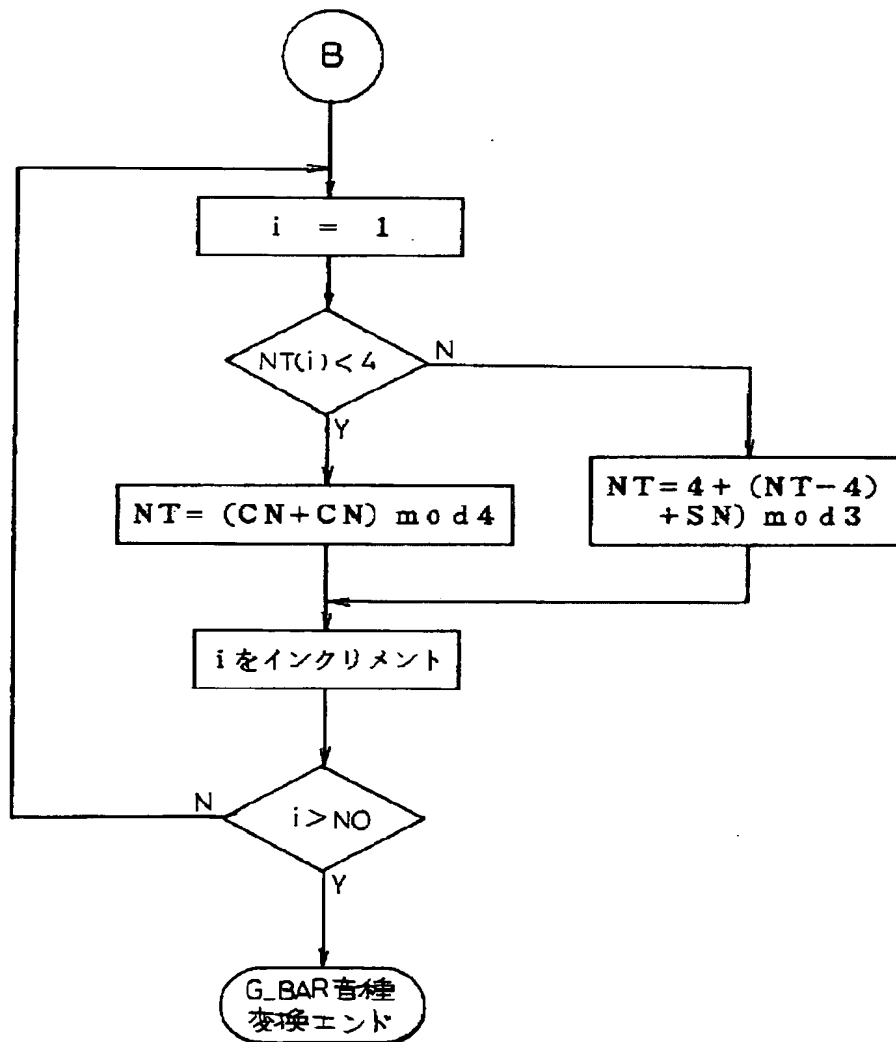 B
i = 1
NT(i)<4
N
Y
NT=(CN+CN) mod4
NT=4+(NT-4)
+SN) mod3
iをインクリメント
N
i>NO
Y
G_BAR音種
変換エンド